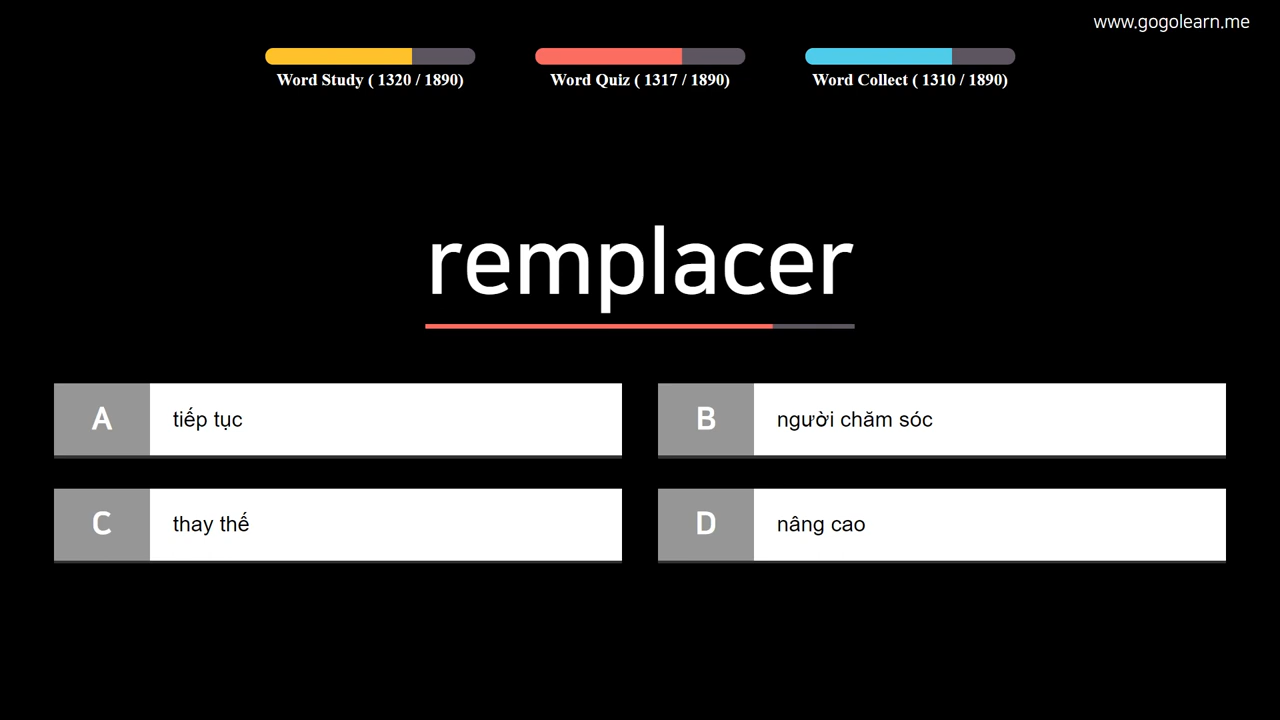 www.gogolearn.me
Word Study ( 1320 / 1890)
Word Quiz ( 1317 / 1890)
Word Collect ( 1310 / 1890)
remplacer
A tiếp tục
B người chăm sóc
C thay thế
D nâng cao